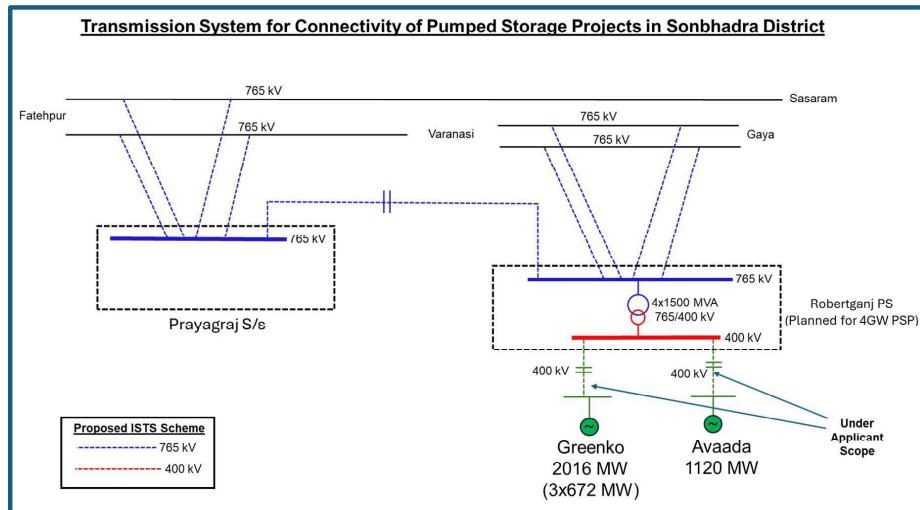 Transmission System for Connectivity of Pumped Storage Projects in Sonbhadra District
765 kV
Sasaram
Fatehpur
765 kV
Varanasi
765 kV
Gaya
765 kV
765 kV
Prayagraj S/ε
765 kV
4x1500 MVA
765/400 kV
Robertganj PS
(Planned for 4GW PSP)
400 kV
400 kV
400 kV
Proposed ISTS Scheme
765 kV
400 kV
Greenko
2016 MW
(3x672 MW)
Avaada
1120 MW
Under
Applicant
Scope